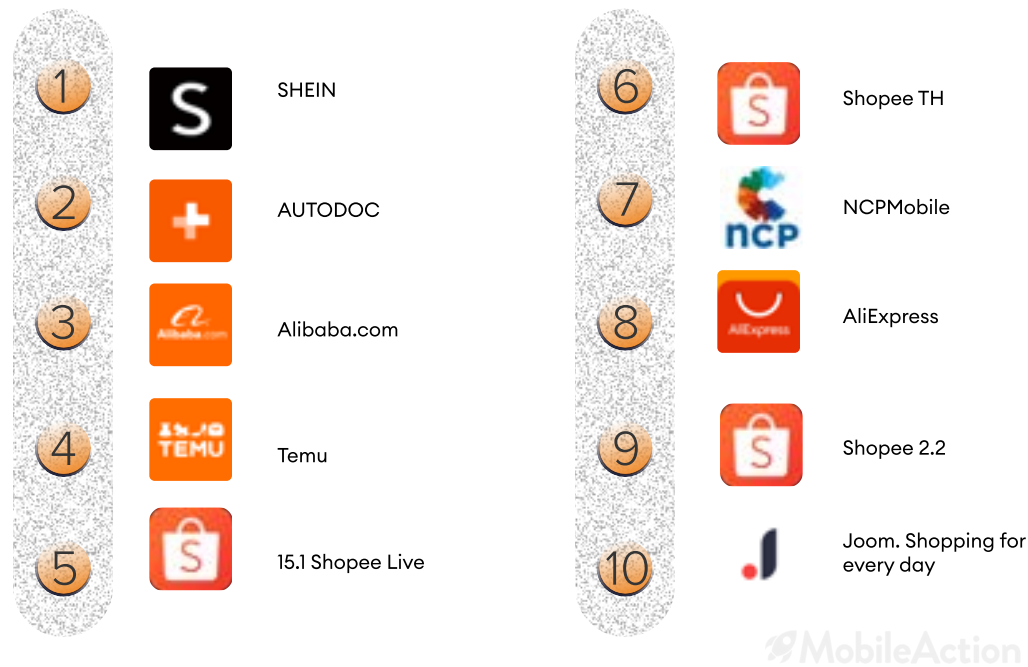 1
S
SHEIN
2
AUTODOC
3
Alibaba.com
Alibaba.com
4
TEMU
Temu
5
S
15.1 Shopee Live
6
S
Shopee TH
7
ncp
NCPMobile
8
AliExpress
AliExpress
9
S
Shopee 2.2
10
Joom. Shopping for
every day
MobileAction